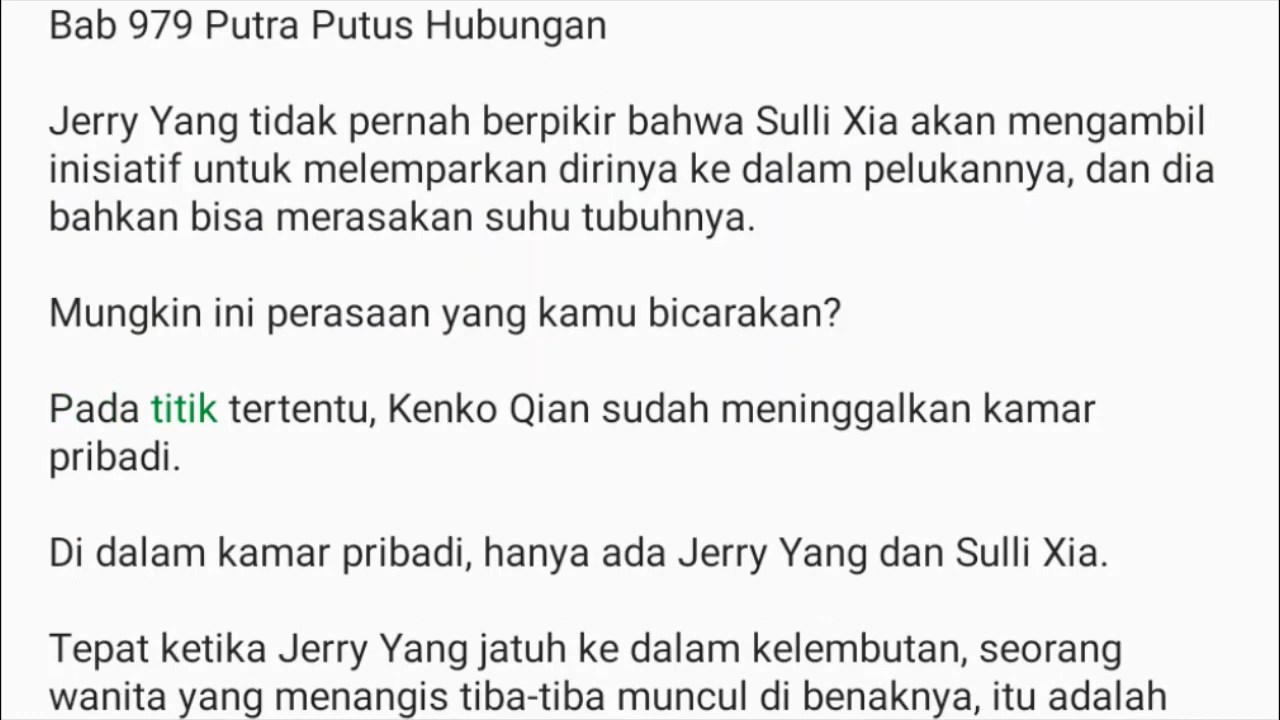 Bab 979 Putra Putus Hubungan
Jerry Yang tidak pernah berpikir bahwa Sulli Xia akan mengambil
inisiatif untuk melemparkan dirinya ke dalam pelukannya, dan dia
bahkan bisa merasakan suhu tubuhnya.
Mungkin ini perasaan yang kamu bicarakan?
Pada titik tertentu, Kenko Qian sudah meninggalkan kamar
pribadi.
Di dalam kamar pribadi, hanya ada Jerry Yang dan Sulli Xia.
Tepat ketika Jerry Yang jatuh ke dalam kelembutan, seorang
wanita yang menangis tiba-tiba muncul di benaknya, itu adalah